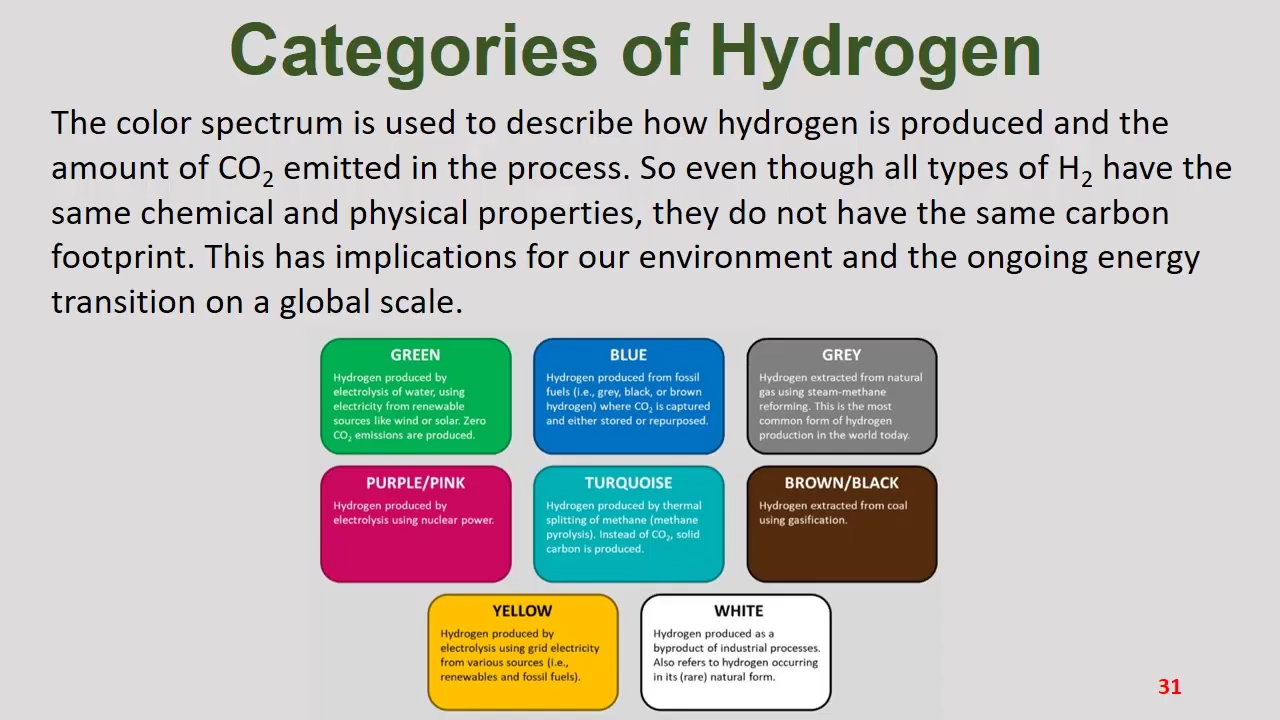 Categories of Hydrogen
The color spectrum is used to describe how hydrogen is produced and the
amount of CO₂ emitted in the process. So even though all types of H₂ have the
same chemical and physical properties, they do not have the same carbon
footprint. This has implications for our environment and the ongoing energy
transition on a global scale.
GREEN
Hydrogen produced by
electrolysis of water, using
electricity from renewable
sources like wind or solar. Zero
CO₂ emissions are produced.
BLUE
Hydrogen produced from fossil
fuels (i.e., grey, black, or brown
hydrogen) where CO₂ is captured
and either stored or repurposed.
GREY
Hydrogen extracted from natural
gas using steam-methane
reforming. This is the most
common form of hydrogen
production in the world today.
PURPLE/PINK
Hydrogen produced by
electrolysis using nuclear power.
TURQUOISE
Hydrogen produced by thermal
splitting of methane (methane
pyrolysis). Instead of CO₂, solid
carbon is produced.
BROWN/BLACK
Hydrogen extracted from coal
using gasification.
YELLOW
Hydrogen produced by
electrolysis using grid electricity
from various sources (i.e.,
renewables and fossil fuels).
WHITE
Hydrogen produced as a
byproduct of industrial processes.
Also refers to hydrogen occurring
in its (rare) natural form.
31